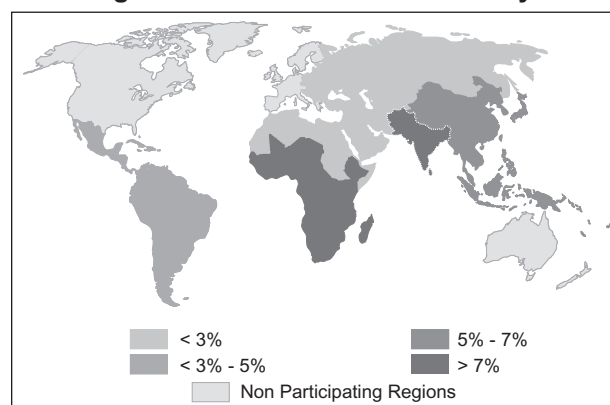 < 3%
< 3% - 5%
5% - 7%
> 7%
Non Participating Regions